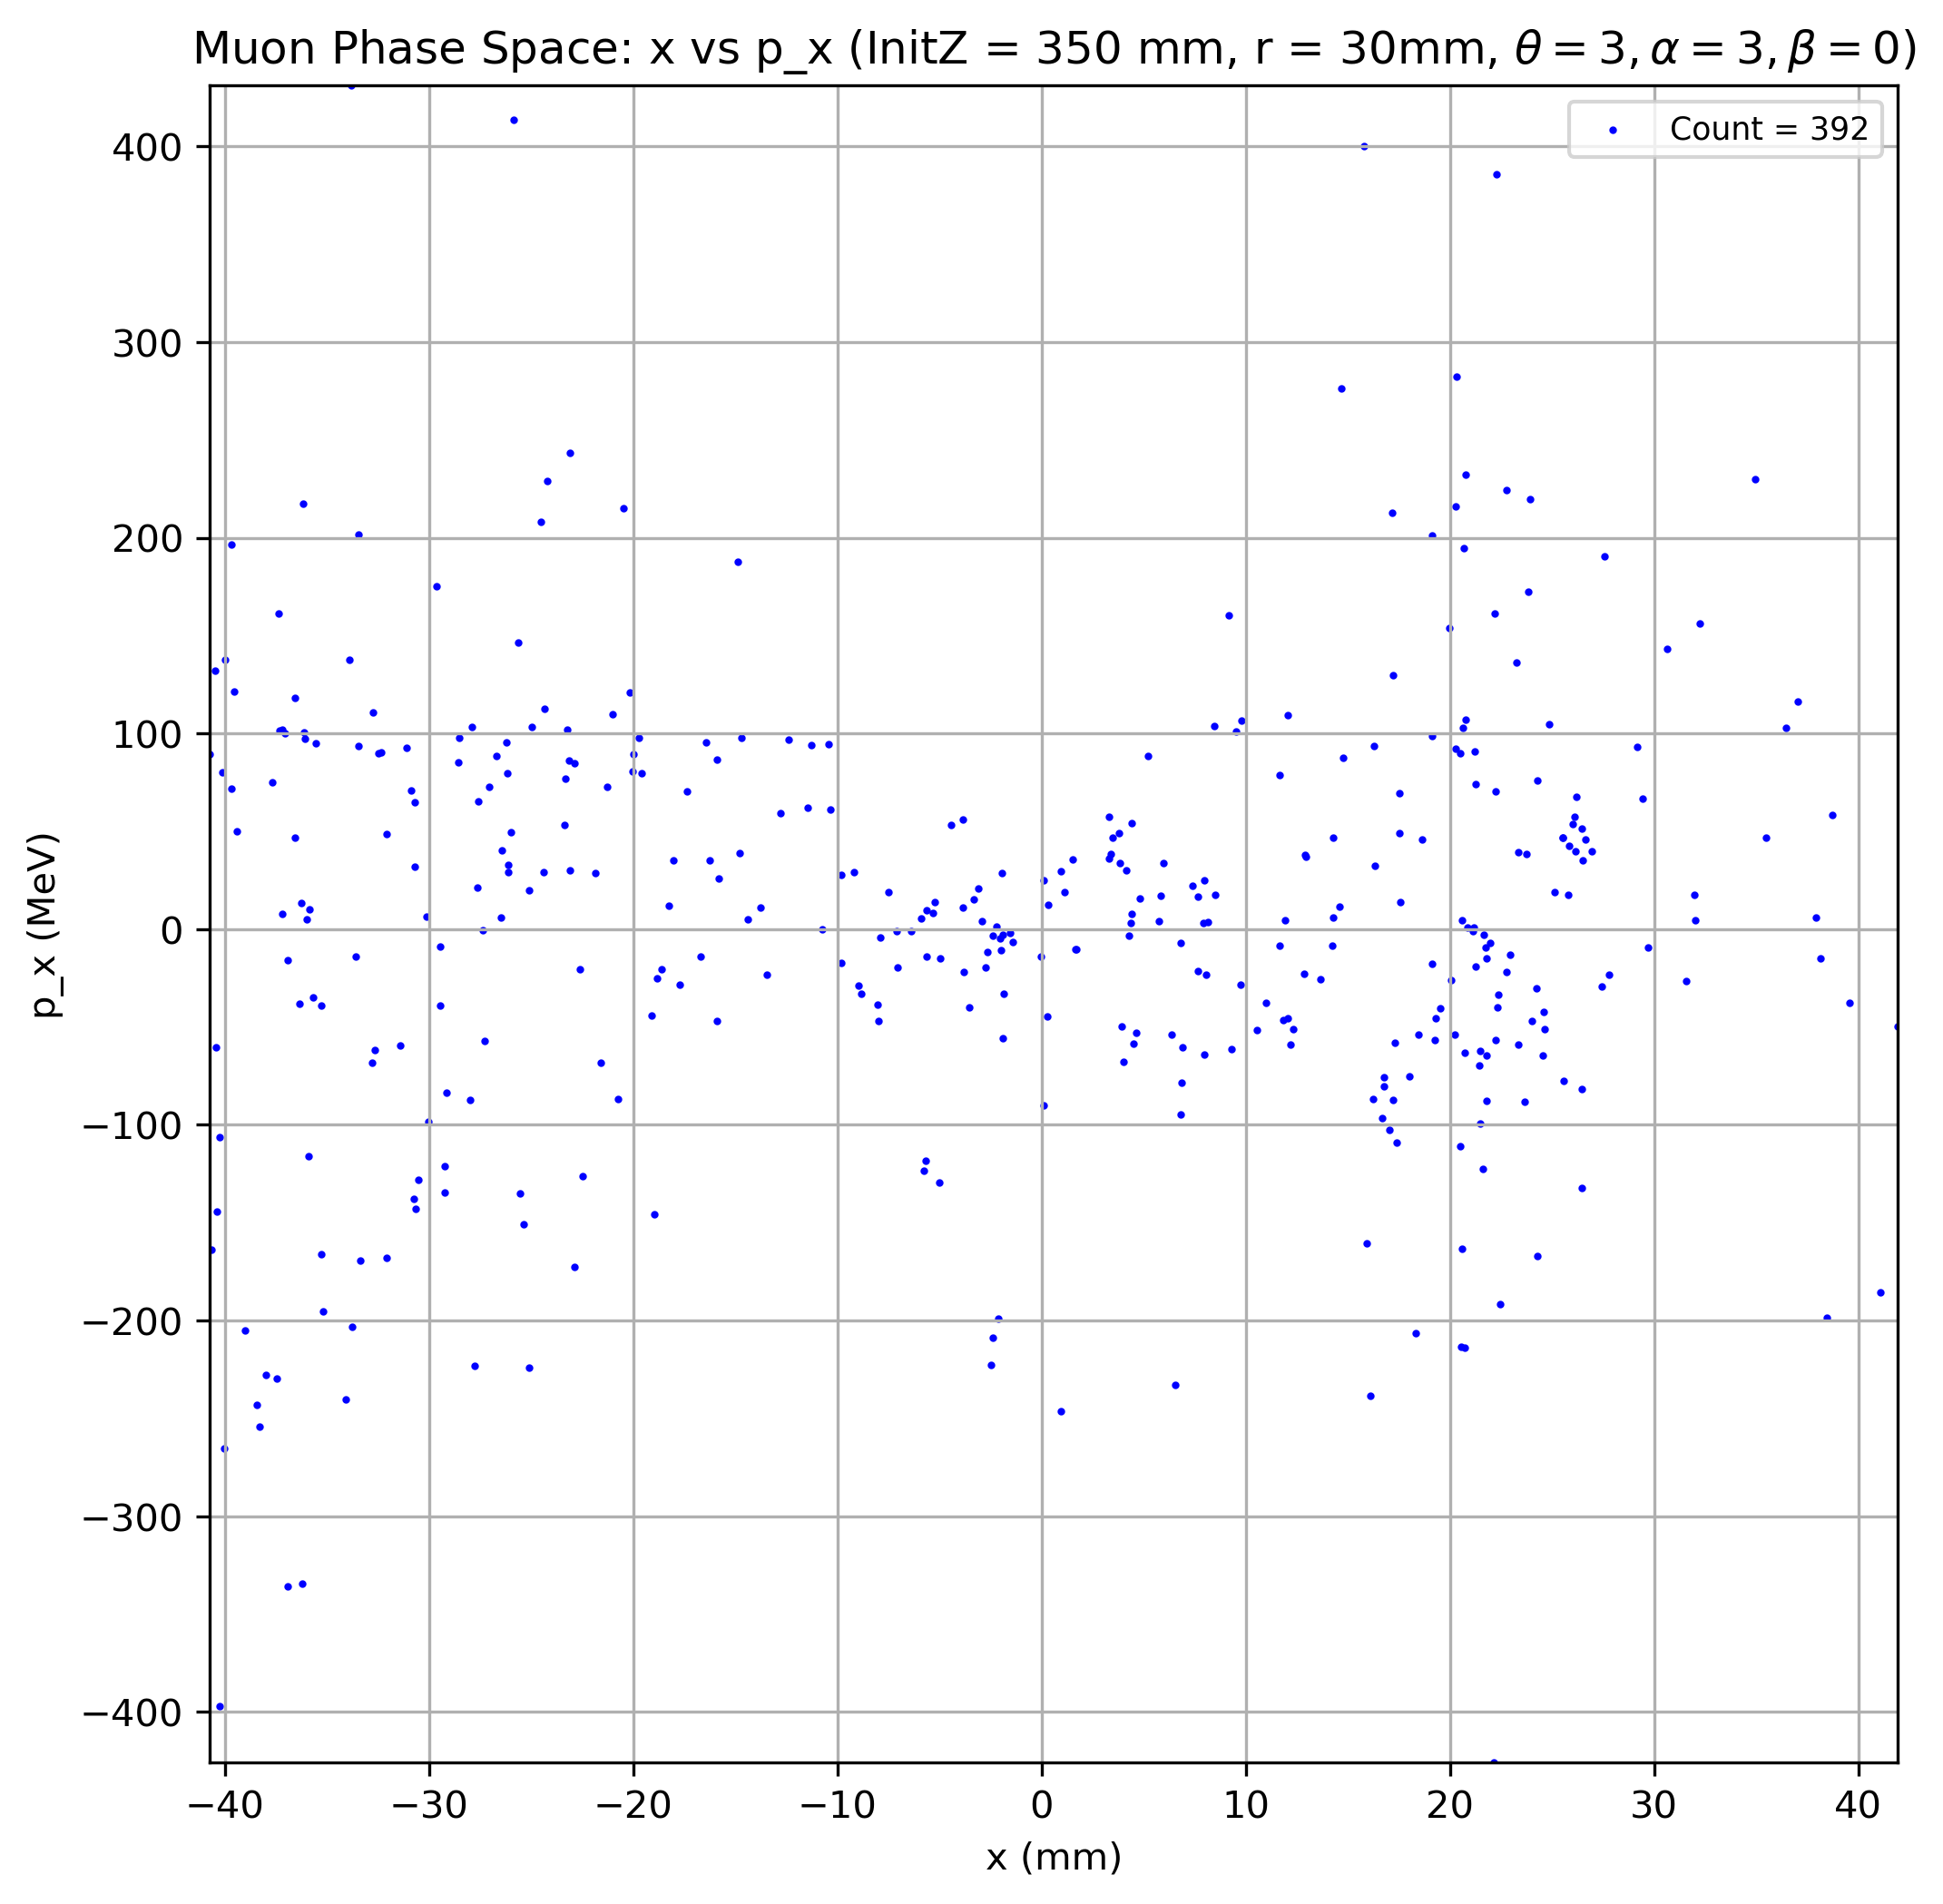 Muon Phase Space: x vs p_x (InitZ = 350 mm, r = 30mm, θ = 3, α = 3, β = 0)
Count = 392
400
300
200
100
0
−100
−200
−300
−400
p_x (MeV)
−40 −30 −20 −10 0 10 20 30 40
x (mm)